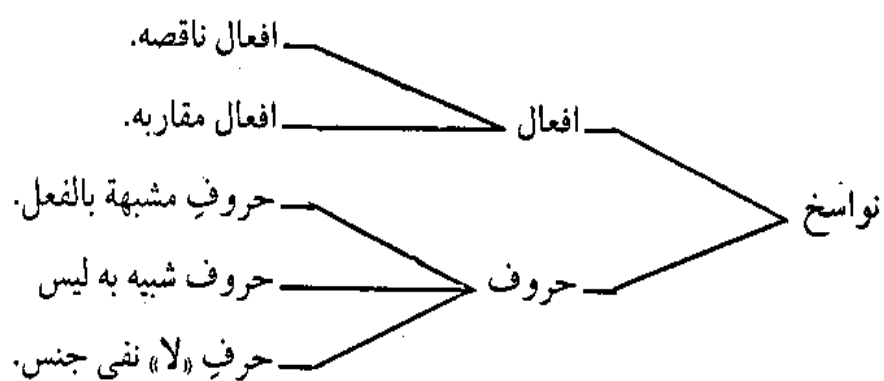 نواسخ
افعال
افعال ناقصه.
افعال مقاربه.
حروف
حروفِ مشبهة بالفعل.
حروف شبیه به لیس
حرفِ «لا» نفی جنس.